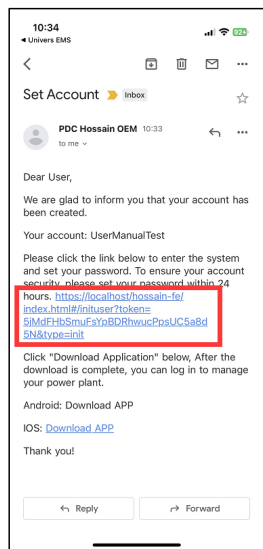 10:34
92+
◄ Univers EMS
Set Account
Inbox
PDC Hossain OEM 10:33
to me
Dear User,
We are glad to inform you that your account has
been created.
Your account: UserManualTest
Please click the link below to enter the system
and set your password. To ensure your account
security, please set your password within 24
hours. https://localhost/hossain-fe/
index.html#/inituser?token=
5jMdFHbSmuFsYpBDRhwucPpsUC5a8d
5N&type=init
Click "Download Application" below, After the
download is complete, you can log in to manage
your power plant.
Android: Download APP
IOS: Download APP
Thank you!
Reply
Forward